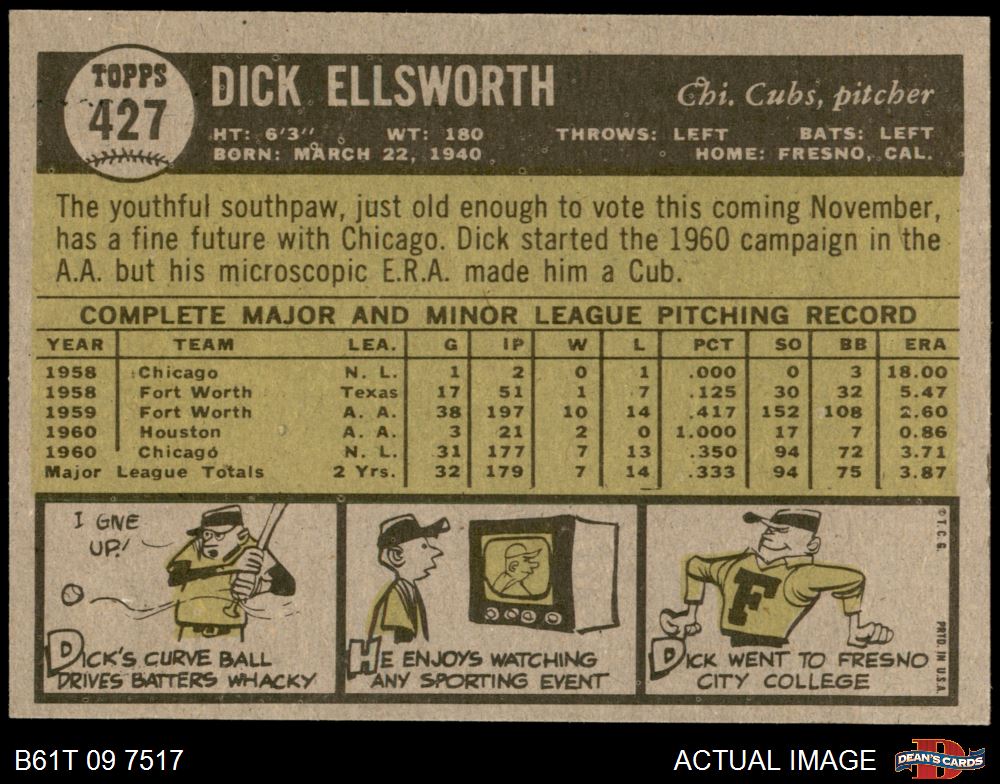 TOPPS
427
DICK ELLSWORTH
Chi. Cubs, pitcher
HT: 6'3" WT: 180 THROWS: LEFT BATS: LEFT
BORN: MARCH 22, 1940 HOME: FRESNO, CAL.
The youthful southpaw, just old enough to vote this coming November,
has a fine future with Chicago. Dick started the 1960 campaign in the
A.A. but his microscopic E.R.A. made him a Cub.
COMPLETE MAJOR AND MINOR LEAGUE PITCHING RECORD
YEAR TEAM LEA. G IP W L PCT SO BB ERA
1958 Chicago N. L. 1 2 0 1 .000 0 3 18.00
1958 Fort Worth Texas 17 51 1 7 .125 30 32 5.47
1959 Fort Worth A. A. 38 197 10 14 .417 152 108 2.60
1960 Houston A. A. 3 21 2 0 1.000 17 7 0.86
1960 Chicago N. L. 31 177 7 13 .350 94 72 3.71
Major League Totals 2 Yrs. 32 179 7 14 .333 94 75 3.87
I GIVE
UP!
DICK'S CURVE BALL
DRIVES BATTERS WHACKY
HE ENJOYS WATCHING
ANY SPORTING EVENT
F
DICK WENT TO FRESNO
CITY COLLEGE
© T. C. G. PRTD. IN U.S.A.
B61T 09 7517
ACTUAL IMAGE
DEAN'S CARDS